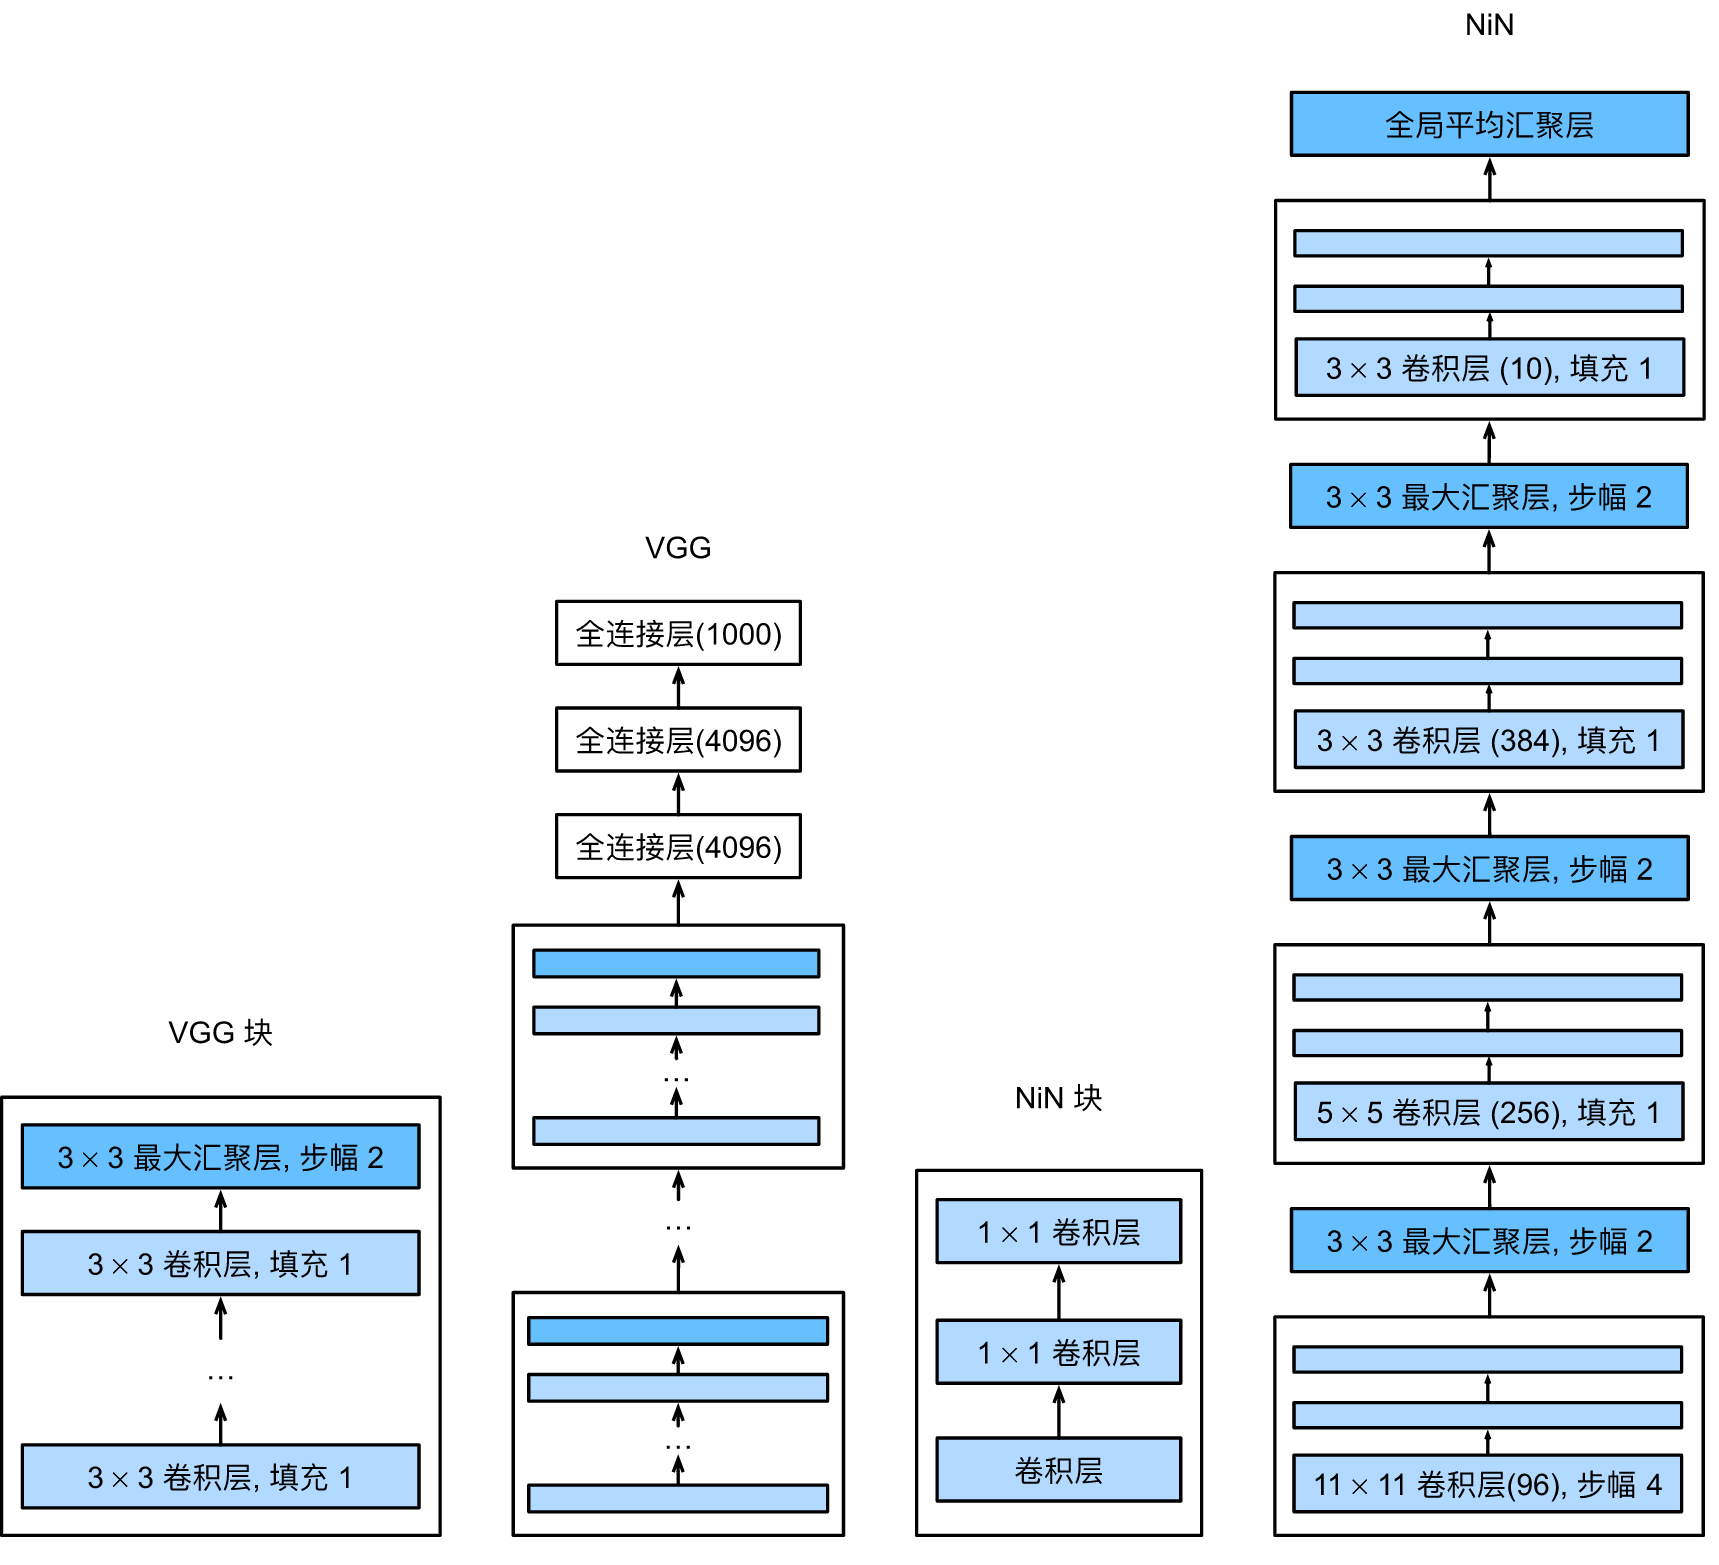 VGG 块
3 × 3 最大汇聚层, 步幅 2
3 × 3 卷积层, 填充 1
...
3 × 3 卷积层, 填充 1
VGG
全连接层(1000)
全连接层(4096)
全连接层(4096)
...
...
...
NiN 块
1 × 1 卷积层
1 × 1 卷积层
卷积层
NiN
全局平均汇聚层
3 × 3 卷积层 (10), 填充 1
3 × 3 最大汇聚层, 步幅 2
3 × 3 卷积层 (384), 填充 1
3 × 3 最大汇聚层, 步幅 2
5 × 5 卷积层 (256), 填充 1
3 × 3 最大汇聚层, 步幅 2
11 × 11 卷积层(96), 步幅 4